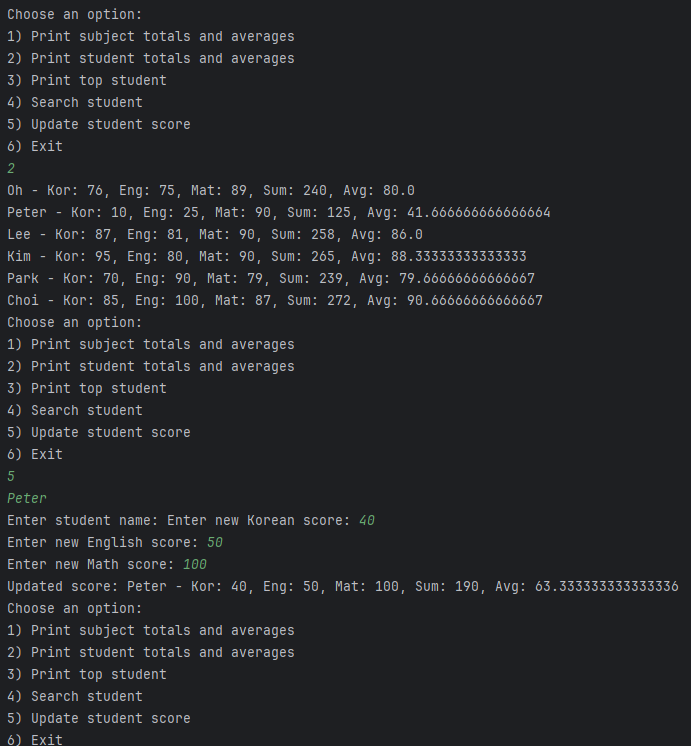 Choose an option:
1) Print subject totals and averages
2) Print student totals and averages
3) Print top student
4) Search student
5) Update student score
6) Exit
2
Oh - Kor: 76, Eng: 75, Mat: 89, Sum: 240, Avg: 80.0
Peter - Kor: 10, Eng: 25, Mat: 90, Sum: 125, Avg: 41.666666666666664
Lee - Kor: 87, Eng: 81, Mat: 90, Sum: 258, Avg: 86.0
Kim - Kor: 95, Eng: 80, Mat: 90, Sum: 265, Avg: 88.33333333333333
Park - Kor: 70, Eng: 90, Mat: 79, Sum: 239, Avg: 79.66666666666667
Choi - Kor: 85, Eng: 100, Mat: 87, Sum: 272, Avg: 90.66666666666667
Choose an option:
1) Print subject totals and averages
2) Print student totals and averages
3) Print top student
4) Search student
5) Update student score
6) Exit
5
Peter
Enter student name: Enter new Korean score: 40
Enter new English score: 50
Enter new Math score: 100
Updated score: Peter - Kor: 40, Eng: 50, Mat: 100, Sum: 190, Avg: 63.333333333333336
Choose an option:
1) Print subject totals and averages
2) Print student totals and averages
3) Print top student
4) Search student
5) Update student score
6) Exit